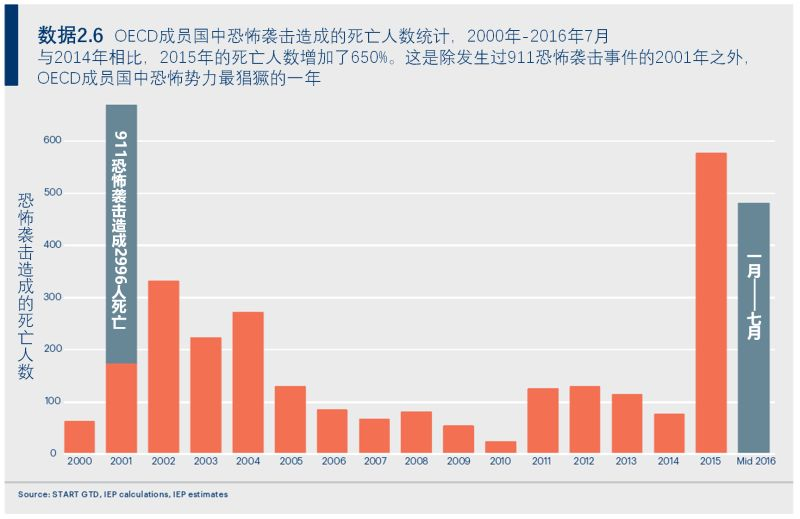 数据2.6 OECD成员国中恐怖袭击造成的死亡人数统计，2000年-2016年7月
与2014年相比，2015年的死亡人数增加了650%。这是除发生过911恐怖袭击事件的2001年之外，
OECD成员国中恐怖势力最猖獗的一年
恐怖袭击造成的死亡人数
600
500
400
300
200
100
0
911恐怖袭击造成2996人死亡
一月——七月
2000 2001 2002 2003 2004 2005 2006 2007 2008 2009 2010 2011 2012 2013 2014 2015 Mid 2016
Source: START GTD, IEP calculations, IEP estimates